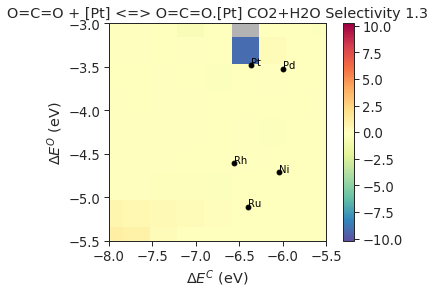 O=C=O + [Pt] <=> O=C=O.[Pt] CO2+H2O Selectivity 1.3
−3.0
−3.5
−4.0
−4.5
−5.0
−5.5
ΔE^O (eV)
Pt
Pd
Rh
Ni
Ru
−8.0 −7.5 −7.0 −6.5 −6.0 −5.5
ΔE^C (eV)
10.0
7.5
5.0
2.5
0.0
−2.5
−5.0
−7.5
−10.0